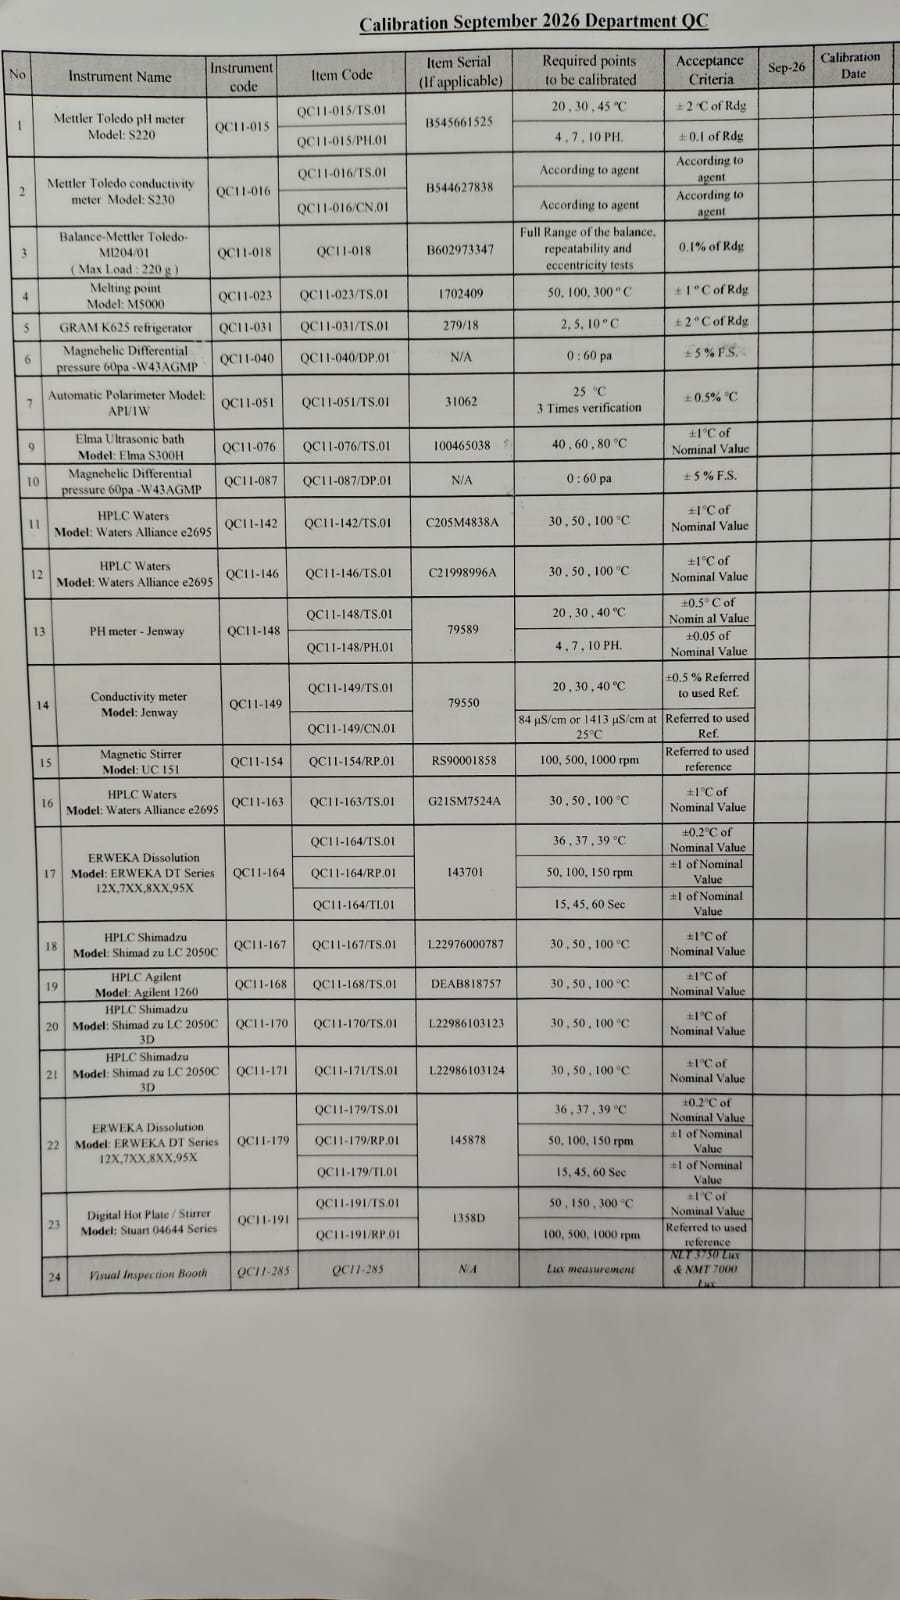 Calibration September 2026 Department QC
No | Instrument Name | Instrument code | Item Code | Item Serial (If applicable) | Required points to be calibrated | Acceptance Criteria | Sep-26 | Calibration Date
1 | Mettler Toledo pH meter Model: S220 | QC11-015 | QC11-015/TS.01 | B545661525 | 20 , 30 , 45 °C | ± 2 °C of Rdg
QC11-015/PH.01 | 4 , 7 , 10 PH. | ± 0.1 of Rdg
2 | Mettler Toledo conductivity meter Model: S230 | QC11-016 | QC11-016/TS.01 | B544627838 | According to agent | According to agent
QC11-016/CN.01 | According to agent | According to agent
3 | Balance-Mettler Toledo-M1204/01 ( Max Load : 220 g ) | QC11-018 | QC11-018 | B602973347 | Full Range of the balance, repeatability and eccentricity tests | 0.1% of Rdg
4 | Melting point Model: M5000 | QC11-023 | QC11-023/TS.01 | 1702409 | 50, 100, 300 ° C | ± 1 ° C of Rdg
5 | GRAM K625 refrigerator | QC11-031 | QC11-031/TS.01 | 279/18 | 2, 5, 10 ° C | ± 2 ° C of Rdg
6 | Magnehelic Differential pressure 60pa -W43AGMP | QC11-040 | QC11-040/DP.01 | N/A | 0 : 60 pa | ± 5 % F.S.
7 | Automatic Polarimeter Model: AP1/1W | QC11-051 | QC11-051/TS.01 | 31062 | 25 °C 3 Times verification | ± 0.5% °C
9 | Elma Ultrasonic bath Model: Elma S300H | QC11-076 | QC11-076/TS.01 | 100465038 | 40 , 60 , 80 °C | ±1°C of Nominal Value
10 | Magnehelic Differential pressure 60pa -W43AGMP | QC11-087 | QC11-087/DP.01 | N/A | 0 : 60 pa | ± 5 % F.S.
11 | HPLC Waters Model: Waters Alliance e2695 | QC11-142 | QC11-142/TS.01 | C205M4838A | 30 , 50 , 100 °C | ±1°C of Nominal Value
12 | HPLC Waters Model: Waters Alliance e2695 | QC11-146 | QC11-146/TS.01 | C21998996A | 30 , 50 , 100 °C | ±1°C of Nominal Value
13 | PH meter - Jenway | QC11-148 | QC11-148/TS.01 | 79589 | 20 , 30 , 40 °C | ±0.5° C of Nomin al Value
QC11-148/PH.01 | 4 , 7 , 10 PH. | ±0.05 of Nominal Value
14 | Conductivity meter Model: Jenway | QC11-149 | QC11-149/TS.01 | 79550 | 20 , 30 , 40 °C | ±0.5 % Referred to used Ref.
QC11-149/CN.01 | 84 µS/cm or 1413 µS/cm at 25°C | Referred to used Ref.
15 | Magnetic Stirrer Model: UC 151 | QC11-154 | QC11-154/RP.01 | RS90001858 | 100, 500, 1000 rpm | Referred to used reference
16 | HPLC Waters Model: Waters Alliance e2695 | QC11-163 | QC11-163/TS.01 | G21SM7524A | 30 , 50 , 100 °C | ±1°C of Nominal Value
17 | ERWEKA Dissolution Model: ERWEKA DT Series 12X,7XX,8XX,95X | QC11-164 | QC11-164/TS.01 | 143701 | 36 , 37 , 39 °C | ±0.2°C of Nominal Value
QC11-164/RP.01 | 50, 100, 150 rpm | ±1 of Nominal Value
QC11-164/TI.01 | 15, 45, 60 Sec | ±1 of Nominal Value
18 | HPLC Shimadzu Model: Shimad zu LC 2050C | QC11-167 | QC11-167/TS.01 | L22976000787 | 30 , 50 , 100 °C | ±1°C of Nominal Value
19 | HPLC Agilent Model: Agilent 1260 | QC11-168 | QC11-168/TS.01 | DEAB818757 | 30 , 50 , 100 °C | ±1°C of Nominal Value
20 | HPLC Shimadzu Model: Shimad zu LC 2050C 3D | QC11-170 | QC11-170/TS.01 | L22986103123 | 30 , 50 , 100 °C | ±1°C of Nominal Value
21 | HPLC Shimadzu Model: Shimad zu LC 2050C 3D | QC11-171 | QC11-171/TS.01 | L22986103124 | 30 , 50 , 100 °C | ±1°C of Nominal Value
22 | ERWEKA Dissolution Model: ERWEKA DT Series 12X,7XX,8XX,95X | QC11-179 | QC11-179/TS.01 | 145878 | 36 , 37 , 39 °C | ±0.2°C of Nominal Value
QC11-179/RP.01 | 50, 100, 150 rpm | ±1 of Nominal Value
QC11-179/TI.01 | 15, 45, 60 Sec | ±1 of Nominal Value
23 | Digital Hot Plate / Stirrer Model: Stuart 04644 Series | QC11-191 | QC11-191/TS.01 | 1358D | 50 , 150 , 300 °C | ±1°C of Nominal Value
QC11-191/RP.01 | 100, 500, 1000 rpm | Referred to used reference
24 | Visual Inspection Booth | QC11-285 | QC11-285 | N/A | Lux measurement | NLT 3750 Lux & NMT 7000 Lux